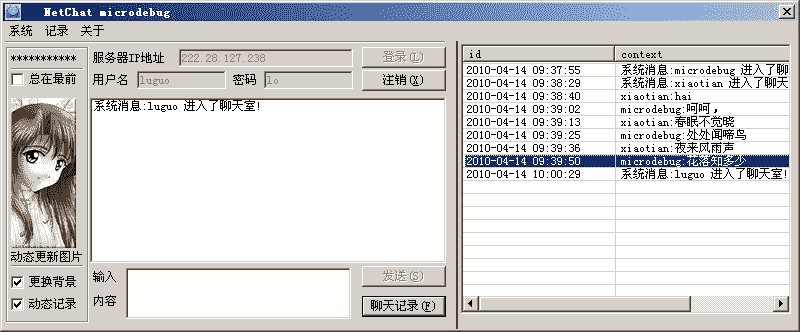 NetChat microdebug
系统 记录 关于
***********
总在最前
动态更新图片
更换背景
动态记录
服务器IP地址 222.28.127.238 登录(L)
用户名 luguo 密码 lo 注销(X)
系统消息:luguo 进入了聊天室!
输入
内容
发送(S)
聊天记录(F)
id context
2010-04-14 09:37:55 系统消息:microdebug 进入了聊
2010-04-14 09:38:29 系统消息:xiaotian 进入了聊天
2010-04-14 09:38:40 xiaotian:hai
2010-04-14 09:39:02 microdebug:呵呵，
2010-04-14 09:39:13 xiaotian:春眠不觉晓
2010-04-14 09:39:25 microdebug:处处闻啼鸟
2010-04-14 09:39:36 xiaotian:夜来风雨声
2010-04-14 09:39:50 microdebug:花落知多少
2010-04-14 10:00:29 系统消息:luguo 进入了聊天室!